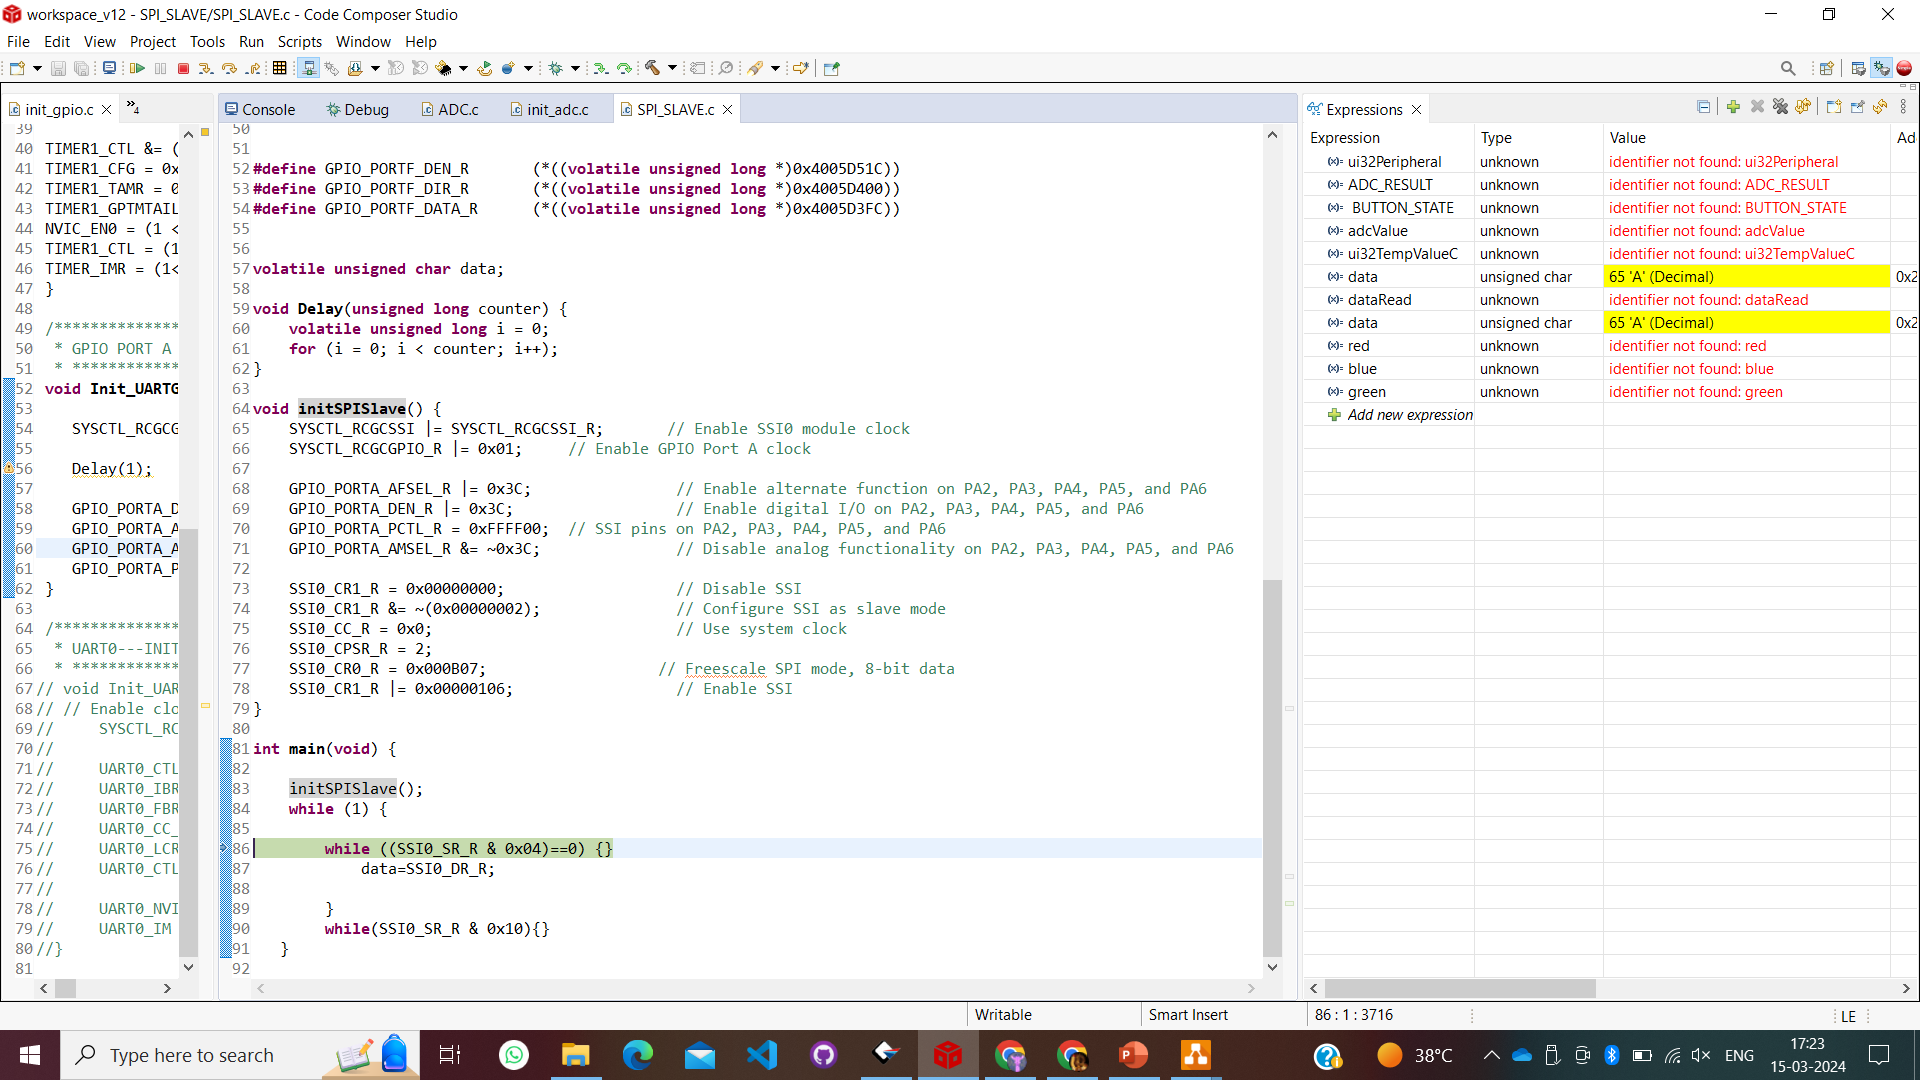 workspace_v12 - SPI_SLAVE/SPI_SLAVE.c - Code Composer Studio
File Edit View Project Tools Run Scripts Window Help
init_gpio.c
»4
39
40 TIMER1_CTL &= (
41 TIMER1_CFG = 0x
42 TIMER1_TAMR = 0
43 TIMER1_GPTMTAIL
44 NVIC_EN0 = (1 <
45 TIMER1_CTL = (1
46 TIMER_IMR = (1<
47 }
48
49 /**************
50 * GPIO PORT A
51 * *************
52 void Init_UARTG
53
54 SYSCTL_RCGCG
55
56 Delay(1);
57
58 GPIO_PORTA_D
59 GPIO_PORTA_A
60 GPIO_PORTA_A
61 GPIO_PORTA_P
62 }
63
64 /**************
65 * UART0---INIT
66 * *************
67 // void Init_UAR
68 // // Enable clo
69 // SYSCTL_RC
70 //
71 // UART0_CTL
72 // UART0_IBR
73 // UART0_FBR
74 // UART0_CC_
75 // UART0_LCR
76 // UART0_CTL
77 //
78 // UART0_NVI
79 // UART0_IM
80 //}
81
Console Debug ADC.c init_adc.c SPI_SLAVE.c
50
51
52 #define GPIO_PORTF_DEN_R (*((volatile unsigned long *)0x4005D51C))
53 #define GPIO_PORTF_DIR_R (*((volatile unsigned long *)0x4005D400))
54 #define GPIO_PORTF_DATA_R (*((volatile unsigned long *)0x4005D3FC))
55
56
57 volatile unsigned char data;
58
59 void Delay(unsigned long counter) {
60 volatile unsigned long i = 0;
61 for (i = 0; i < counter; i++);
62 }
63
64 void initSPISlave() {
65 SYSCTL_RCGCSSI |= SYSCTL_RCGCSSI_R; // Enable SSI0 module clock
66 SYSCTL_RCGCGPIO_R |= 0x01; // Enable GPIO Port A clock
67
68 GPIO_PORTA_AFSEL_R |= 0x3C; // Enable alternate function on PA2, PA3, PA4, PA5, and PA6
69 GPIO_PORTA_DEN_R |= 0x3C; // Enable digital I/O on PA2, PA3, PA4, PA5, and PA6
70 GPIO_PORTA_PCTL_R = 0xFFFF00; // SSI pins on PA2, PA3, PA4, PA5, and PA6
71 GPIO_PORTA_AMSEL_R &= ~0x3C; // Disable analog functionality on PA2, PA3, PA4, PA5, and PA6
72
73 SSI0_CR1_R = 0x00000000; // Disable SSI
74 SSI0_CR1_R &= ~(0x00000002); // Configure SSI as slave mode
75 SSI0_CC_R = 0x0; // Use system clock
76 SSI0_CPSR_R = 2;
77 SSI0_CR0_R = 0x000B07; // Freescale SPI mode, 8-bit data
78 SSI0_CR1_R |= 0x00000106; // Enable SSI
79 }
80
81 int main(void) {
82
83 initSPISlave();
84 while (1) {
85
86 while ((SSI0_SR_R & 0x04)==0) {}
87 data=SSI0_DR_R;
88
89 }
90 while(SSI0_SR_R & 0x10){}
91 }
92
Expressions
Expression Type Value Ad
ui32Peripheral unknown identifier not found: ui32Peripheral
ADC_RESULT unknown identifier not found: ADC_RESULT
BUTTON_STATE unknown identifier not found: BUTTON_STATE
adcValue unknown identifier not found: adcValue
ui32TempValueC unknown identifier not found: ui32TempValueC
data unsigned char 65 'A' (Decimal) 0x2
dataRead unknown identifier not found: dataRead
data unsigned char 65 'A' (Decimal) 0x2
red unknown identifier not found: red
blue unknown identifier not found: blue
green unknown identifier not found: green
Add new expression
Writable Smart Insert 86 : 1 : 3716 LE
Type here to search
38°C
ENG
17:23
15-03-2024